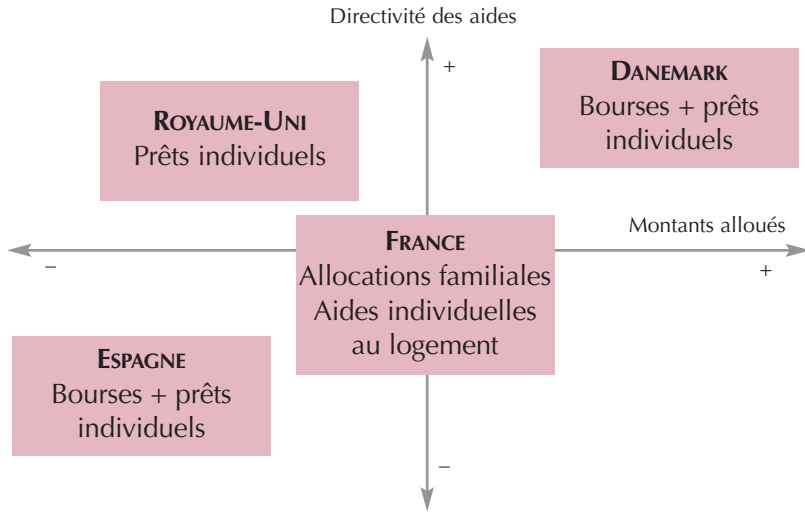 Directivité des aides
+
DANEMARK
Bourses + prêts
individuels
ROYAUME-UNI
Prêts individuels
Montants alloués
–
+
FRANCE
Allocations familiales
Aides individuelles
au logement
ESPAGNE
Bourses + prêts
individuels
–